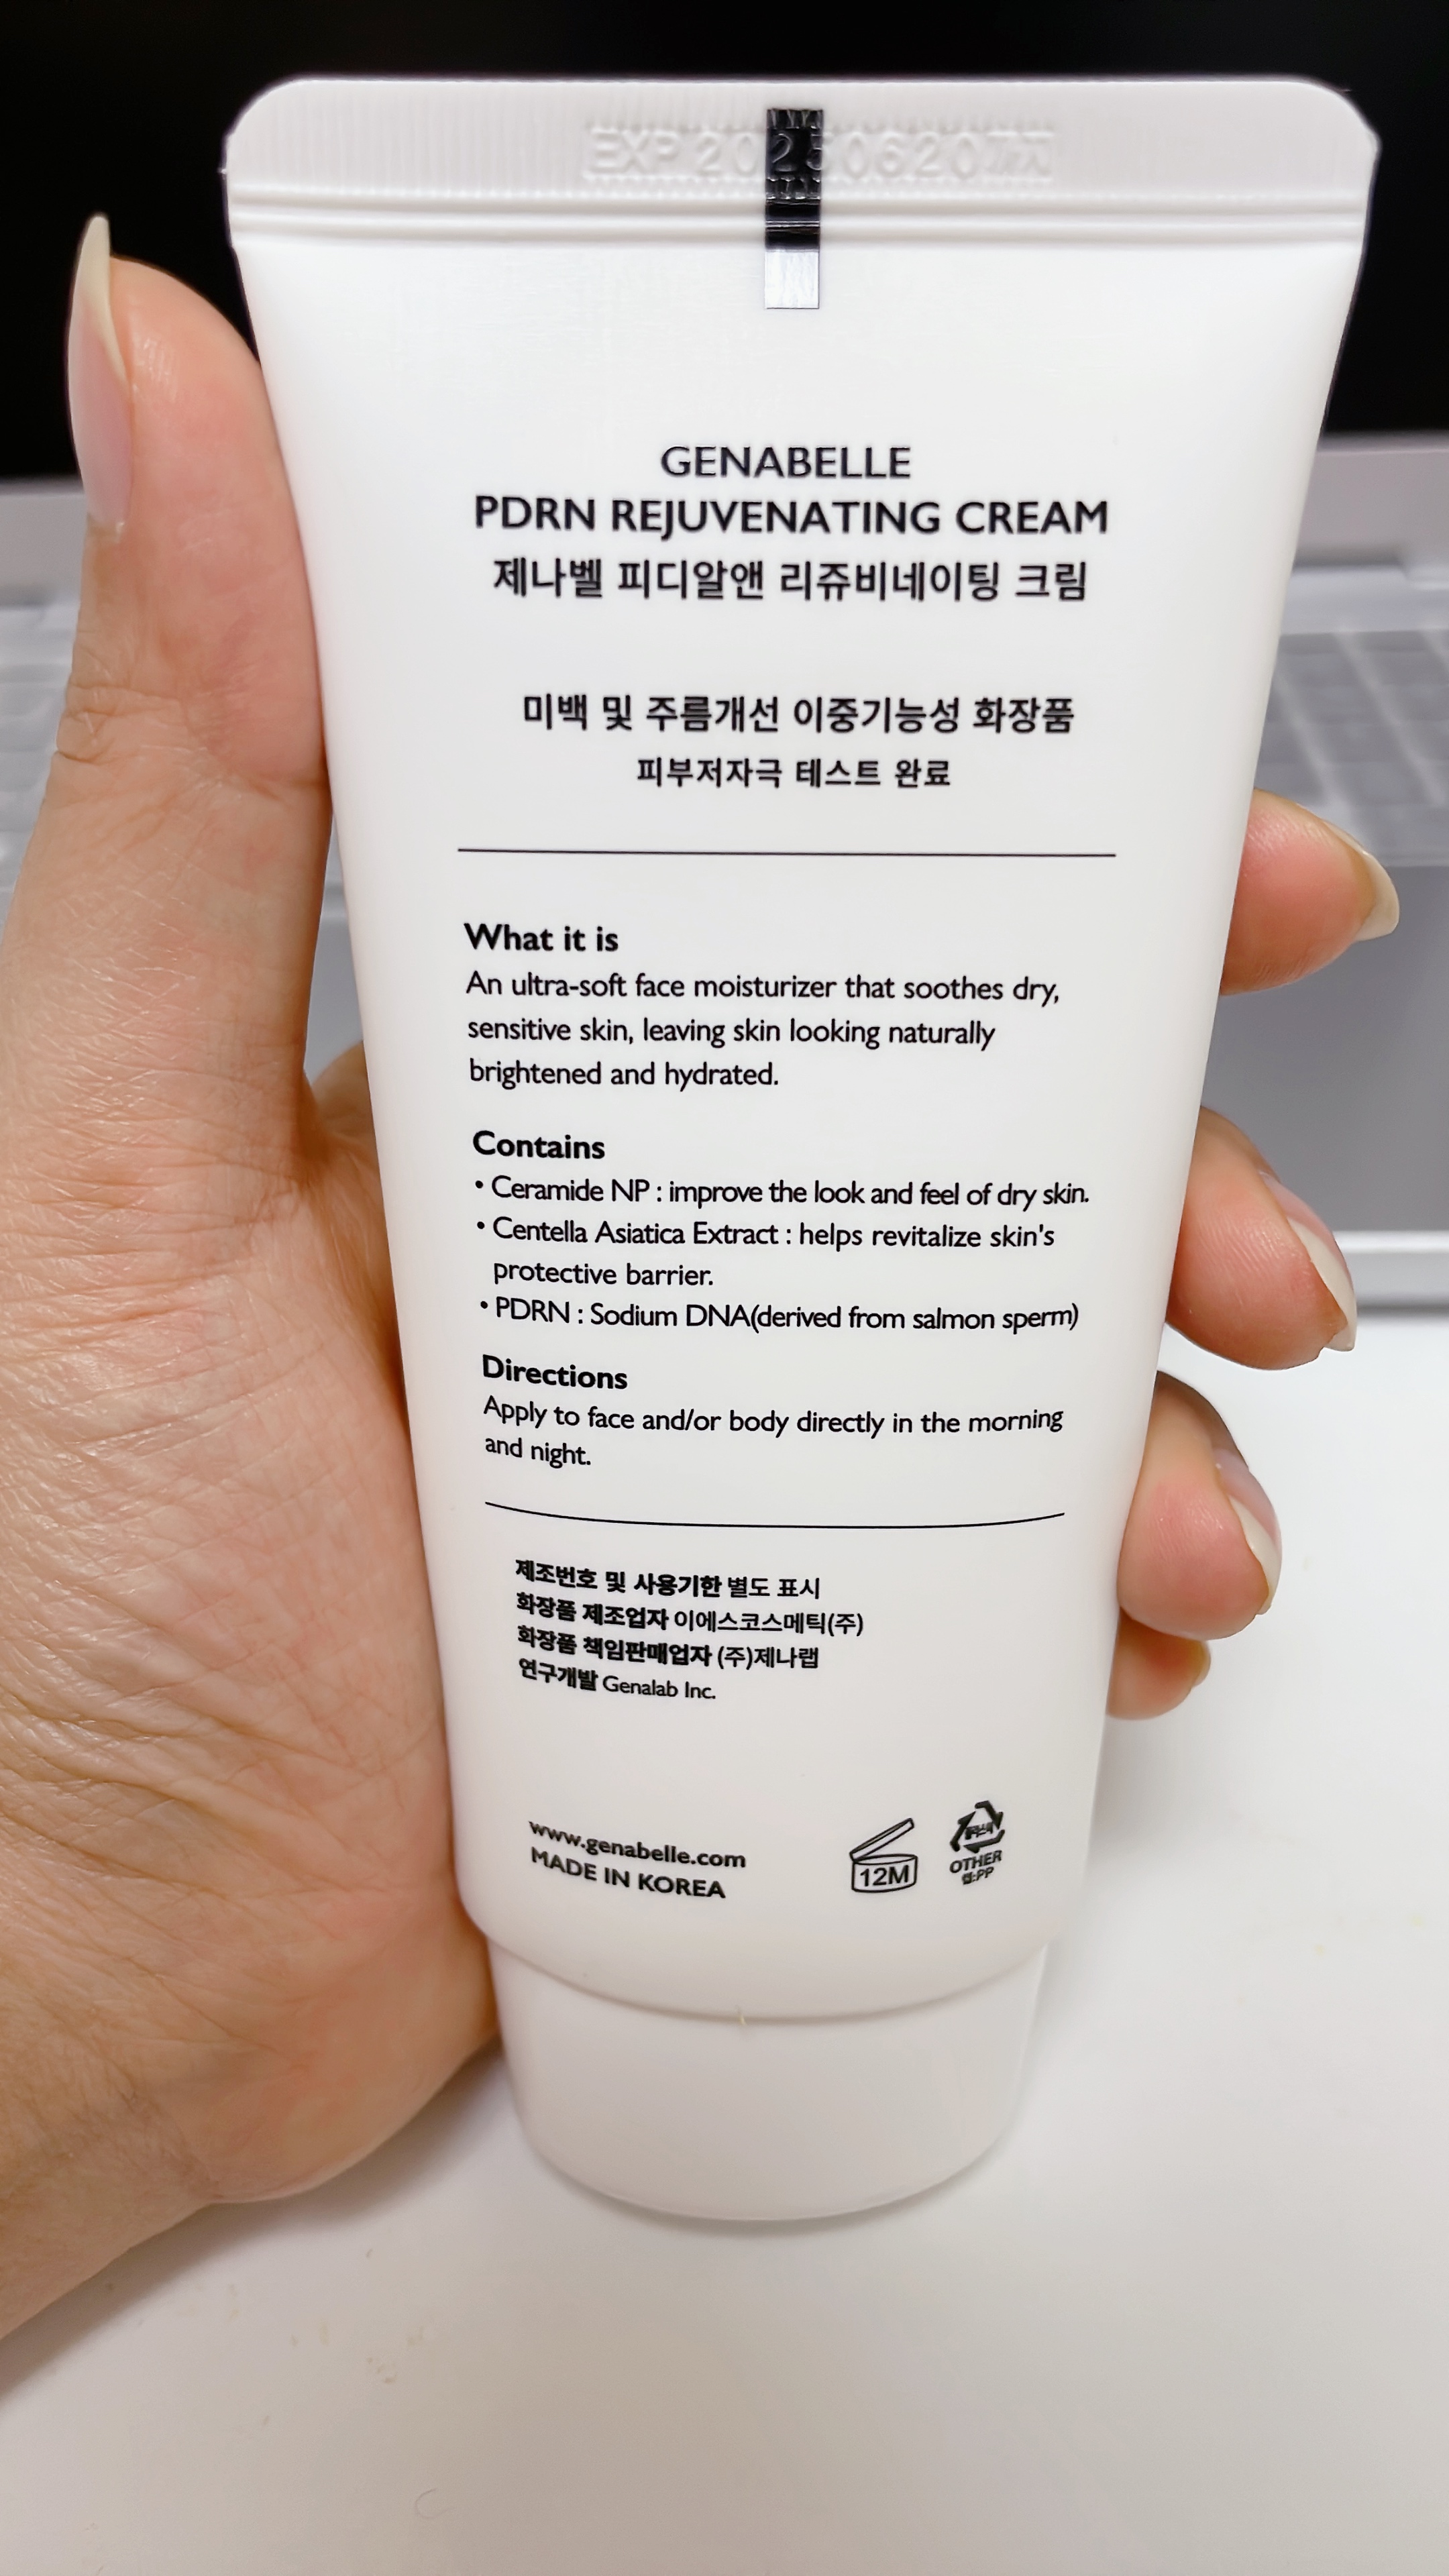 EXP 20250620까지
GENABELLE
PDRN REJUVENATING CREAM
제나벨 피디알앤 리쥬비네이팅 크림
미백 및 주름개선 이중기능성 화장품
피부저자극 테스트 완료
What it is
An ultra-soft face moisturizer that soothes dry,
sensitive skin, leaving skin looking naturally
brightened and hydrated.
Contains
• Ceramide NP : improve the look and feel of dry skin.
• Centella Asiatica Extract : helps revitalize skin's
protective barrier.
• PDRN : Sodium DNA(derived from salmon sperm)
Directions
Apply to face and/or body directly in the morning
and night.
제조번호 및 사용기한 별도 표시
화장품 제조업자 이에스코스메틱(주)
화장품 책임판매업자 (주)제나랩
연구개발 Genalab Inc.
www.genabelle.com
MADE IN KOREA
12M
OTHER
캡:PP